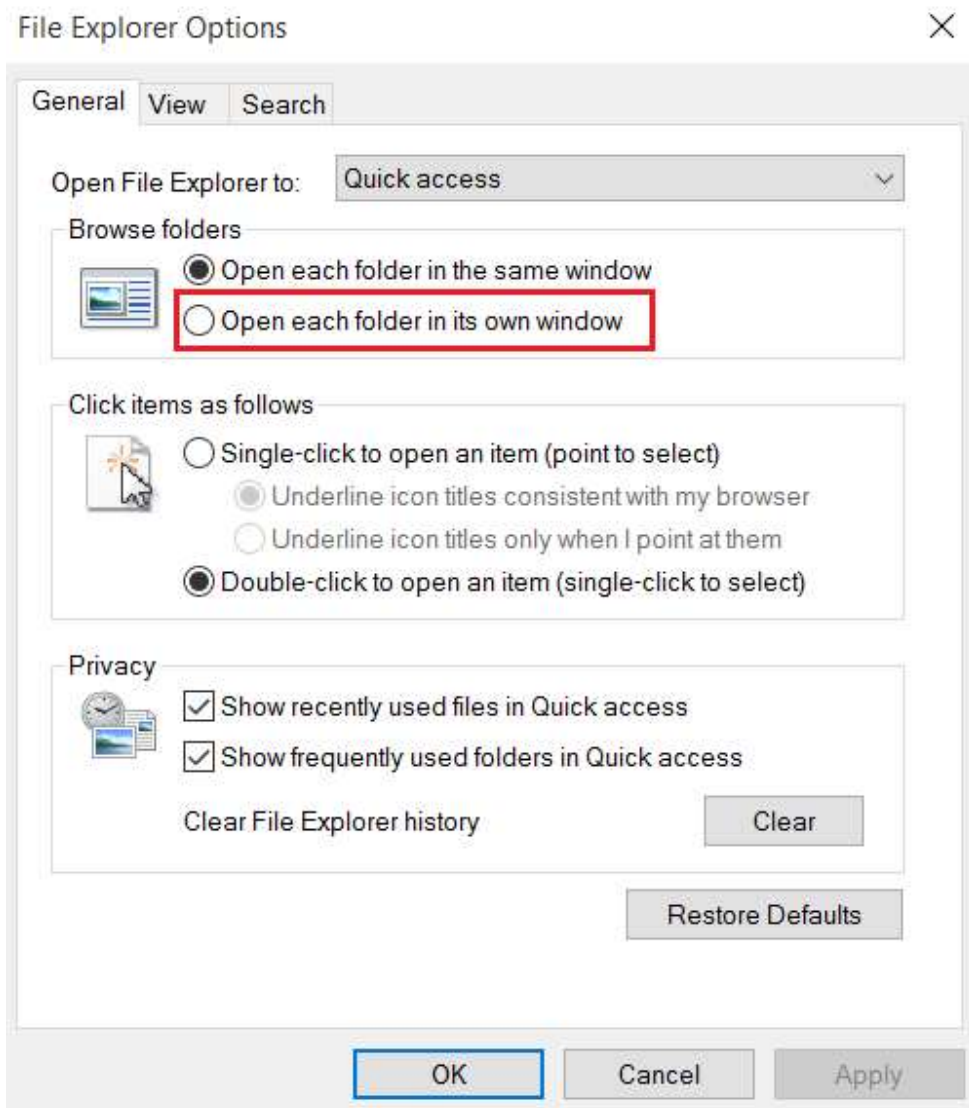 File Explorer Options
General View Search
Open File Explorer to: Quick access
Browse folders
Open each folder in the same window
Open each folder in its own window
Click items as follows
Single-click to open an item (point to select)
Underline icon titles consistent with my browser
Underline icon titles only when I point at them
Double-click to open an item (single-click to select)
Privacy
Show recently used files in Quick access
Show frequently used folders in Quick access
Clear File Explorer history Clear
Restore Defaults
OK Cancel Apply